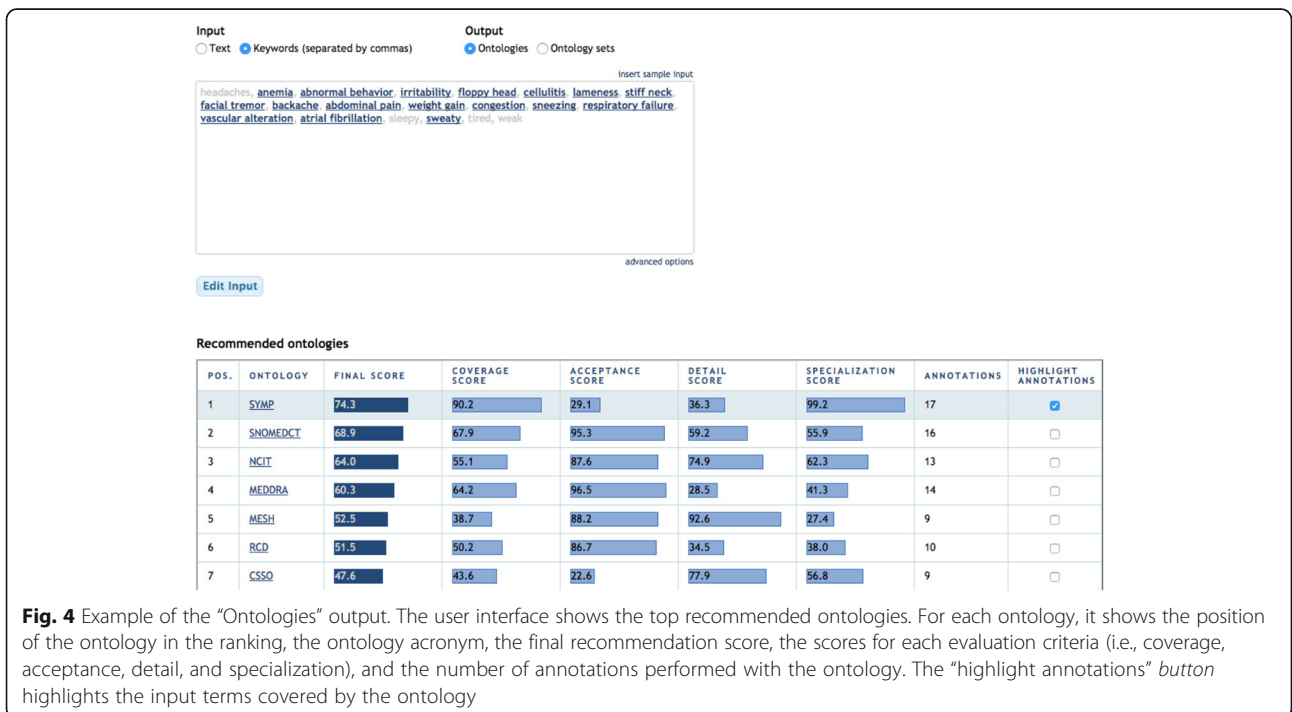 Input
Output
Text Keywords (separated by commas)
Ontologies Ontology sets
insert sample input
headaches, anemia, abnormal behavior, irritability, floppy head, cellulitis, lameness, stiff neck,
facial tremor, backache, abdominal pain, weight gain, congestion, sneezing, respiratory failure,
vascular alteration, atrial fibrillation, sleepy, sweaty, tired, weak
advanced options
Edit Input
Recommended ontologies
POS. ONTOLOGY FINAL SCORE COVERAGE SCORE ACCEPTANCE SCORE DETAIL SCORE SPECIALIZATION SCORE ANNOTATIONS HIGHLIGHT ANNOTATIONS
1 SYMP 74.3 90.2 29.1 36.3 99.2 17
2 SNOMEDCT 68.9 67.9 95.3 59.2 55.9 16
3 NCIT 64.0 55.1 87.6 74.9 62.3 13
4 MEDDRA 60.3 64.2 96.5 28.5 41.3 14
5 MESH 52.5 38.7 88.2 92.6 27.4 9
6 RCD 51.5 50.2 86.7 34.5 38.0 10
7 CSSO 47.6 43.6 22.6 77.9 56.8 9
Fig. 4 Example of the “Ontologies” output. The user interface shows the top recommended ontologies. For each ontology, it shows the position
of the ontology in the ranking, the ontology acronym, the final recommendation score, the scores for each evaluation criteria (i.e., coverage,
acceptance, detail, and specialization), and the number of annotations performed with the ontology. The “highlight annotations” button
highlights the input terms covered by the ontology